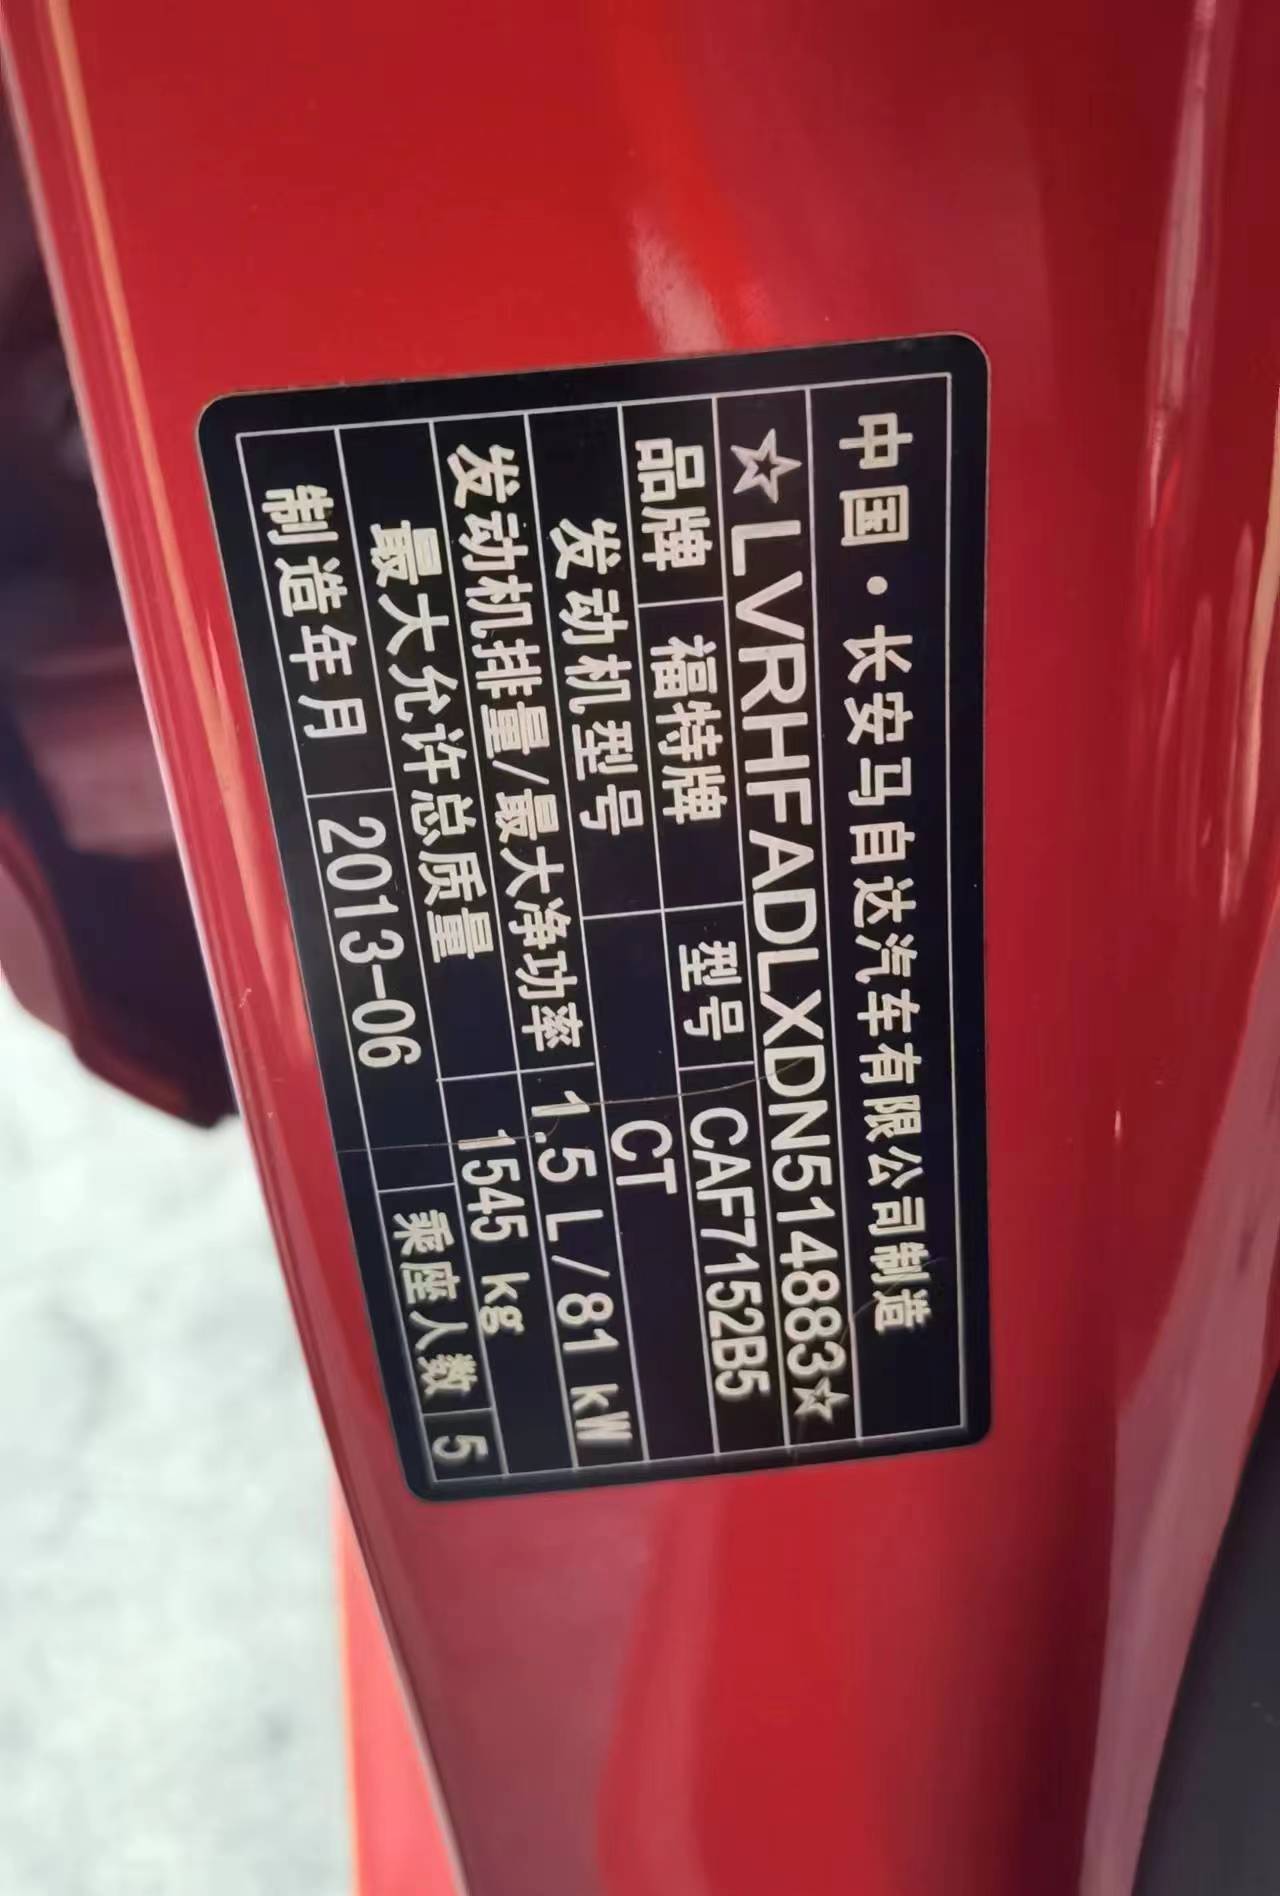 中国·长安马自达汽车有限公司制造
☆LVRHFADLXDN514883☆
品牌 福特牌 型号 CAF7152B5
发动机型号 CT
发动机排量/最大净功率 1.5 L/81 kW
最大允许总质量 1545 kg
制造年月 2013-06 乘座人数 5